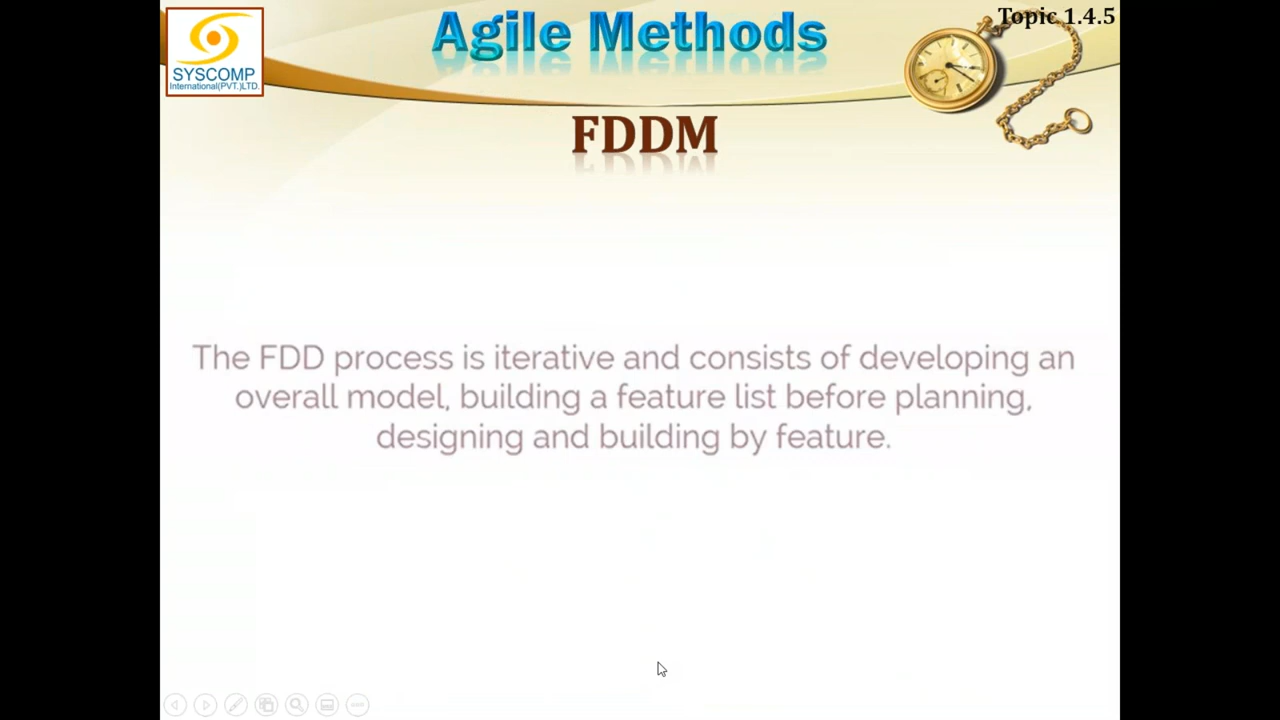 Agile Methods
Topic 1.4.5
SYSCOMP
International(PVT.)LTD.
FDDM
The FDD process is iterative and consists of developing an
overall model, building a feature list before planning,
designing and building by feature.